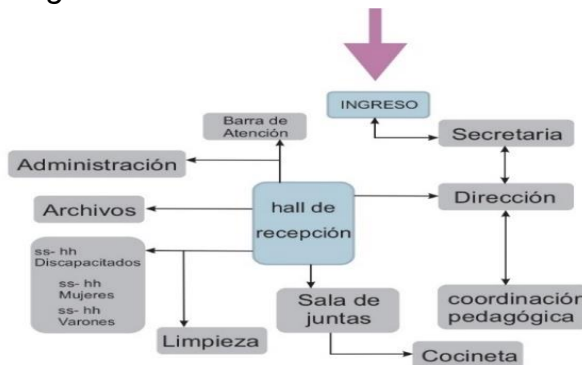 INGRESO
Barra de
Atención
Secretaria
Administración
hall de
recepción
Dirección
Archivos
ss- hh
Discapacitados
ss- hh
Mujeres
ss- hh
Varones
Limpieza
Sala de
juntas
coordinación
pedagógica
Cocineta